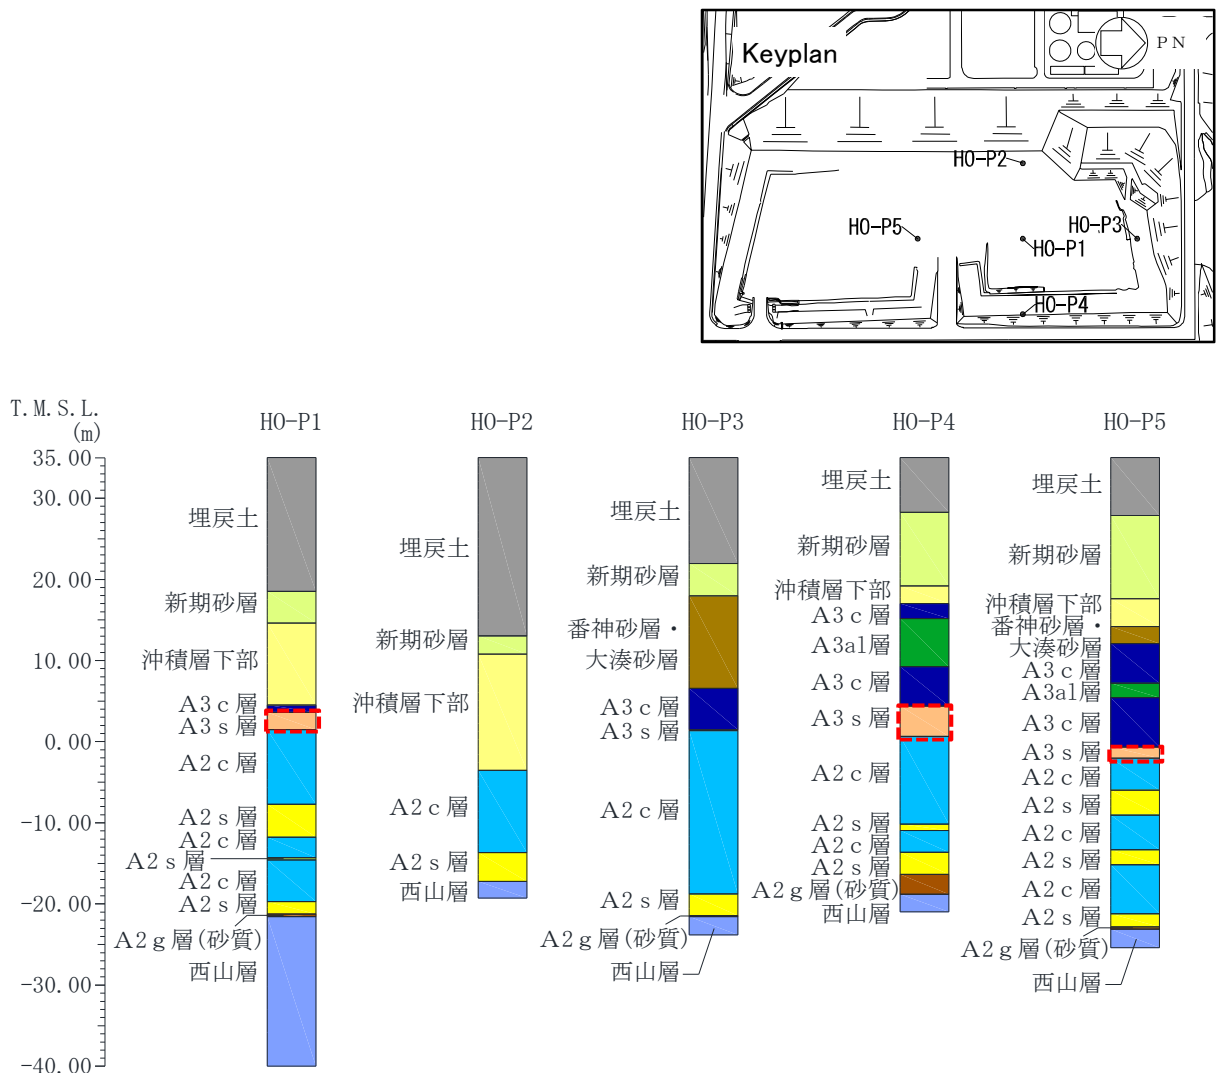 Keyplan
PN
HO-P2
HO-P5
HO-P3
HO-P1
HO-P4
T.M.S.L.
(m)
35.00
30.00
20.00
10.00
0.00
-10.00
-20.00
-30.00
-40.00
HO-P1
埋戻土
新期砂層
沖積層下部
A3c層
A3s層
A2c層
A2s層
A2c層
A2s層
A2c層
A2s層
A2g層(砂質)
西山層
HO-P2
埋戻土
新期砂層
沖積層下部
A2c層
A2s層
西山層
HO-P3
埋戻土
新期砂層
番神砂層・
大湊砂層
A3c層
A3s層
A2c層
A2s層
A2g層(砂質)
西山層
HO-P4
埋戻土
新期砂層
沖積層下部
A3c層
A3al層
A3c層
A3s層
A2c層
A2s層
A2c層
A2s層
A2g層(砂質)
西山層
HO-P5
埋戻土
新期砂層
沖積層下部
番神砂層・
大湊砂層
A3c層
A3al層
A3c層
A3s層
A2c層
A2s層
A2c層
A2s層
A2c層
A2s層
A2g層(砂質)
西山層